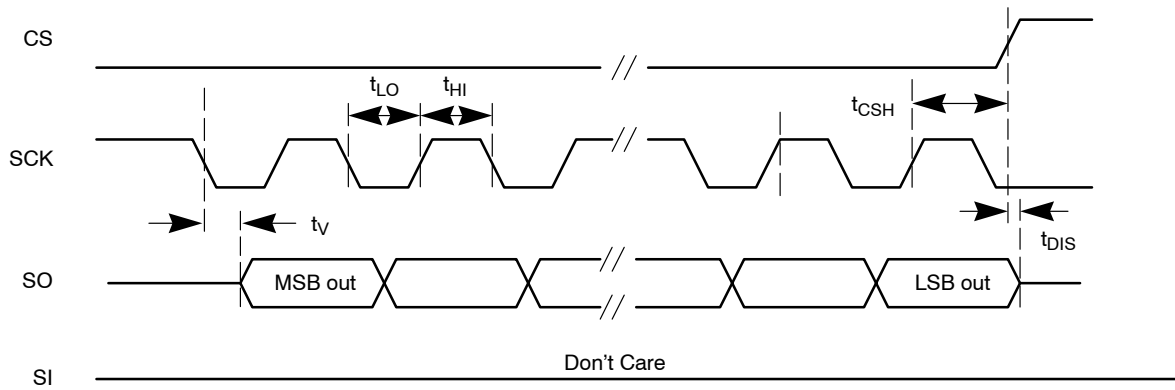 CS
tLO
tHI
tCSH
SCK
tV
tDIS
SO
MSB out
LSB out
Don't Care
SI